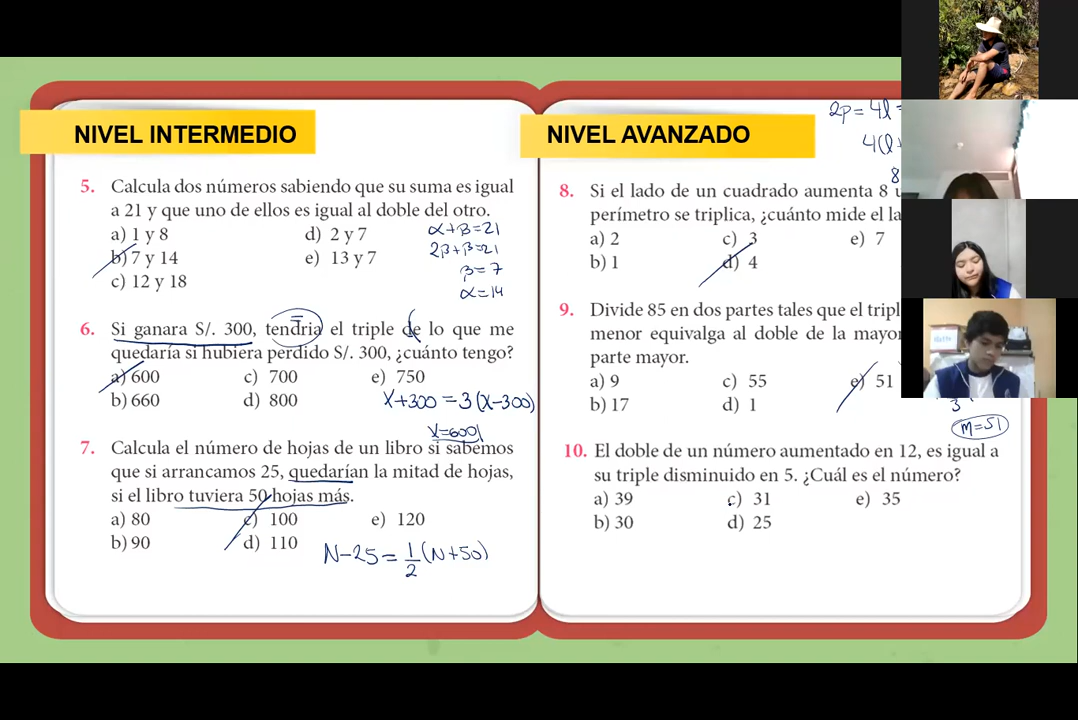 NIVEL INTERMEDIO
5. Calcula dos números sabiendo que su suma es igual
a 21 y que uno de ellos es igual al doble del otro.
a) 1 y 8 d) 2 y 7
b) 7 y 14 e) 13 y 7
c) 12 y 18
α+β=21
2β+β=21
β=7
α=14
6. Si ganara S/. 300, tendria el triple de lo que me
quedaría si hubiera perdido S/. 300, ¿cuánto tengo?
a) 600 c) 700 e) 750
b) 660 d) 800
x+300=3(x-300)
x=600
7. Calcula el número de hojas de un libro si sabemos
que si arrancamos 25, quedarían la mitad de hojas,
si el libro tuviera 50 hojas más.
a) 80 c) 100 e) 120
b) 90 d) 110
N-25=1/2(N+50)
NIVEL AVANZADO
2p=4l=
4(l+
8
8. Si el lado de un cuadrado aumenta 8
perímetro se triplica, ¿cuánto mide el
a) 2 c) 3 e) 7
b) 1 d) 4
9. Divide 85 en dos partes tales que el
menor equivalga al doble de la
parte mayor.
a) 9 c) 55 e) 51
b) 17 d) 1
3
m=51
10. El doble de un número aumentado en 12, es igual a
su triple disminuido en 5. ¿Cuál es el número?
a) 39 c) 31 e) 35
b) 30 d) 25